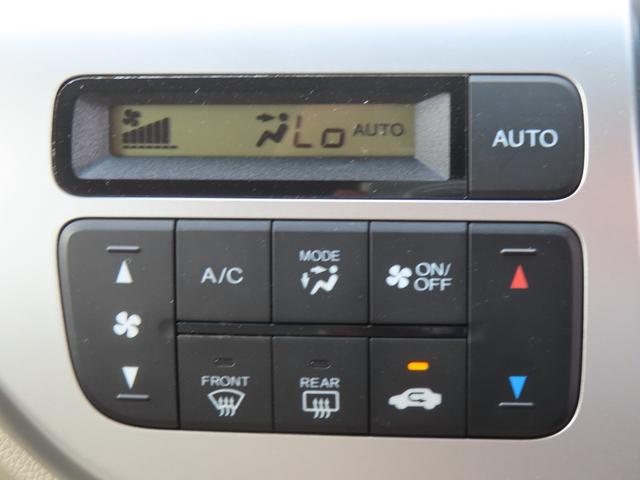 Lo AUTO
AUTO
A/C
MODE
ON/
OFF
FRONT
REAR